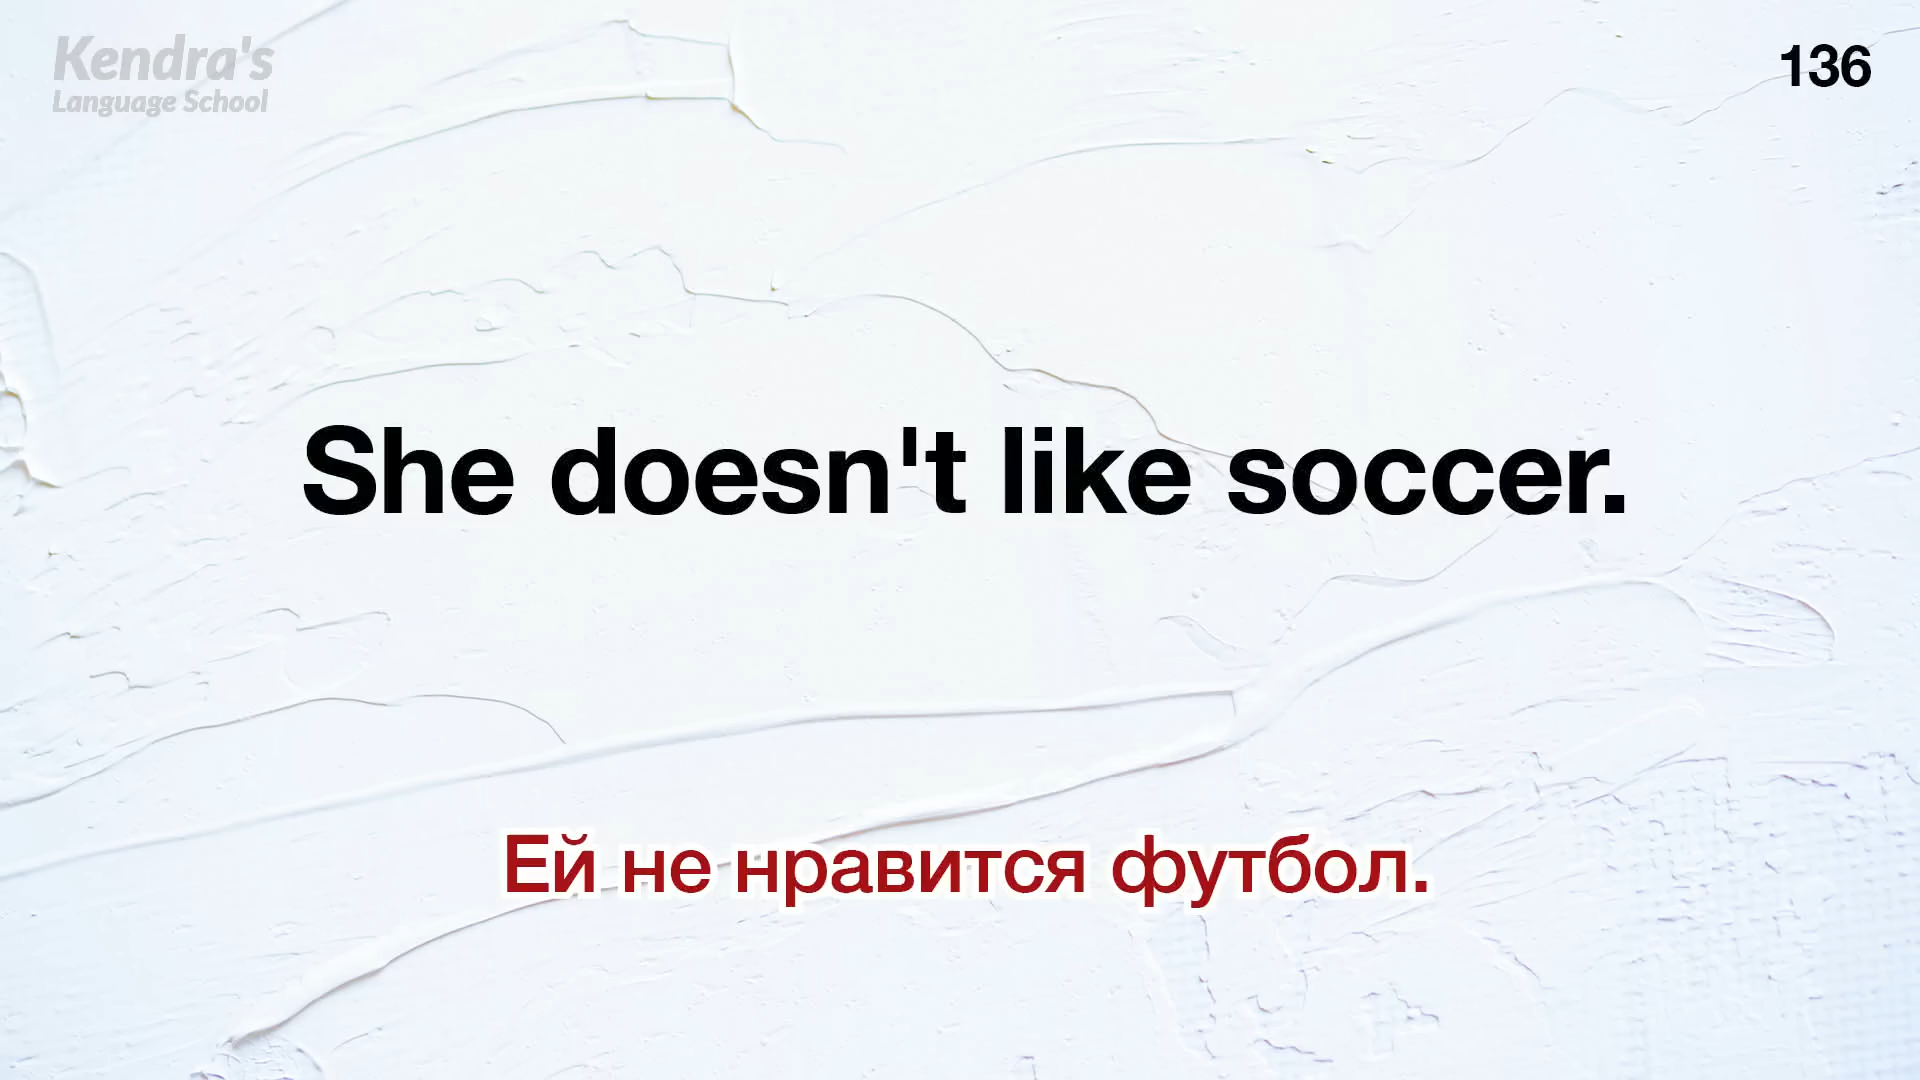 Kendra's
Language School
136
She doesn't like soccer.
Ей не нравится футбол.